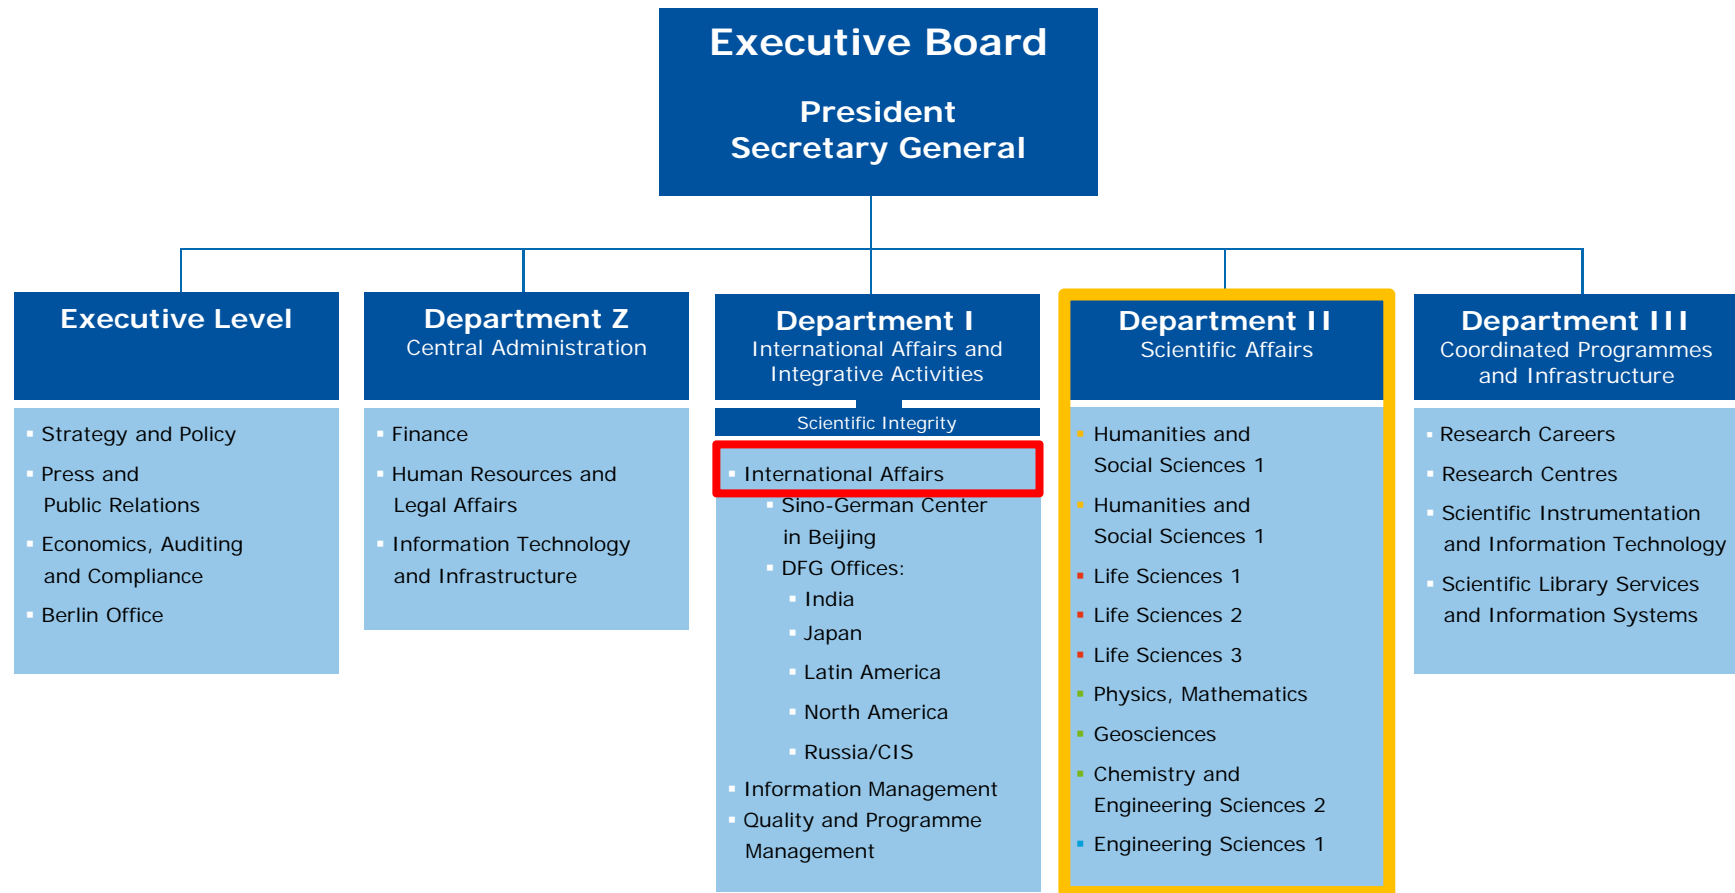 Executive Board
President
Secretary General
Executive Level
Strategy and Policy
Press and
Public Relations
Economics, Auditing
and Compliance
Berlin Office
Department Z
Central Administration
Finance
Human Resources and
Legal Affairs
Information Technology
and Infrastructure
Department I
International Affairs and
Integrative Activities
Scientific Integrity
International Affairs
Sino-German Center
in Beijing
DFG Offices:
India
Japan
Latin America
North America
Russia/CIS
Information Management
Quality and Programme
Management
Department II
Scientific Affairs
Humanities and
Social Sciences 1
Humanities and
Social Sciences 1
Life Sciences 1
Life Sciences 2
Life Sciences 3
Physics, Mathematics
Geosciences
Chemistry and
Engineering Sciences 2
Engineering Sciences 1
Department III
Coordinated Programmes
and Infrastructure
Research Careers
Research Centres
Scientific Instrumentation
and Information Technology
Scientific Library Services
and Information Systems